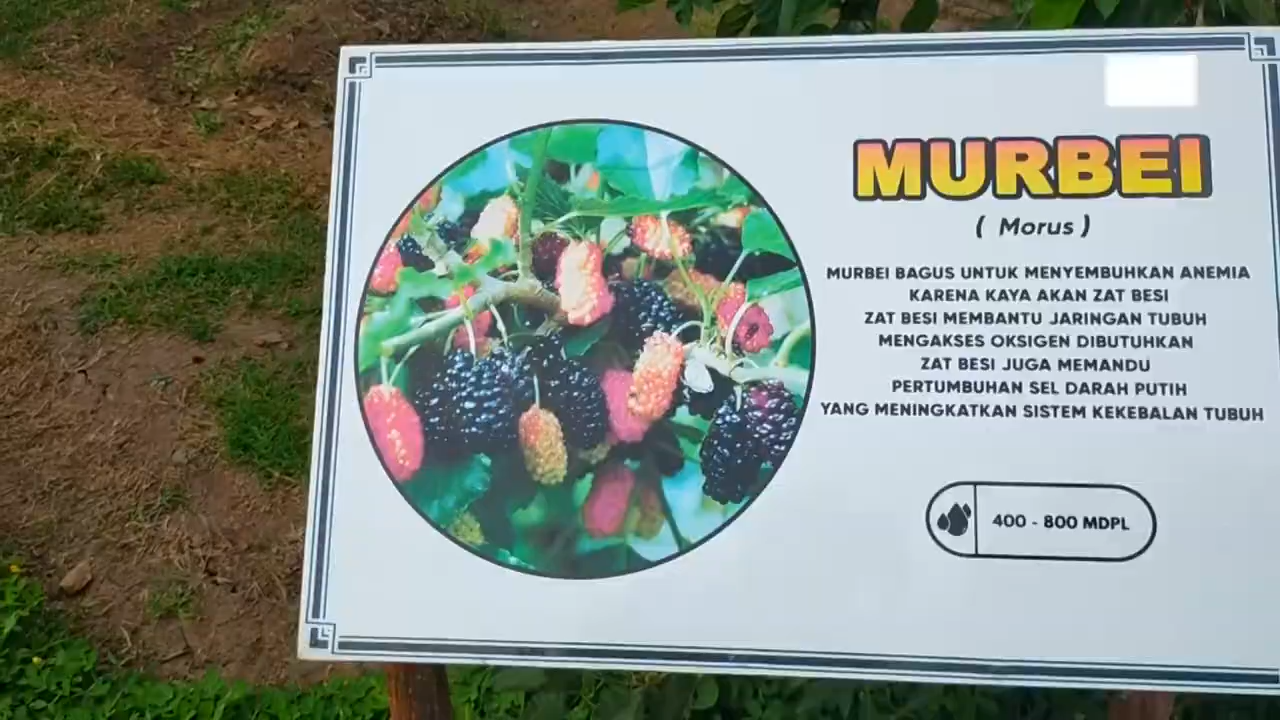 MURBEI
( Morus )
MURBEI BAGUS UNTUK MENYEMBUHKAN ANEMIA
KARENA KAYA AKAN ZAT BESI
ZAT BESI MEMBANTU JARINGAN TUBUH
MENGAKSES OKSIGEN DIBUTUHKAN
ZAT BESI JUGA MEMANDU
PERTUMBUHAN SEL DARAH PUTIH
YANG MENINGKATKAN SISTEM KEKEBALAN TUBUH
400 - 800 MDPL